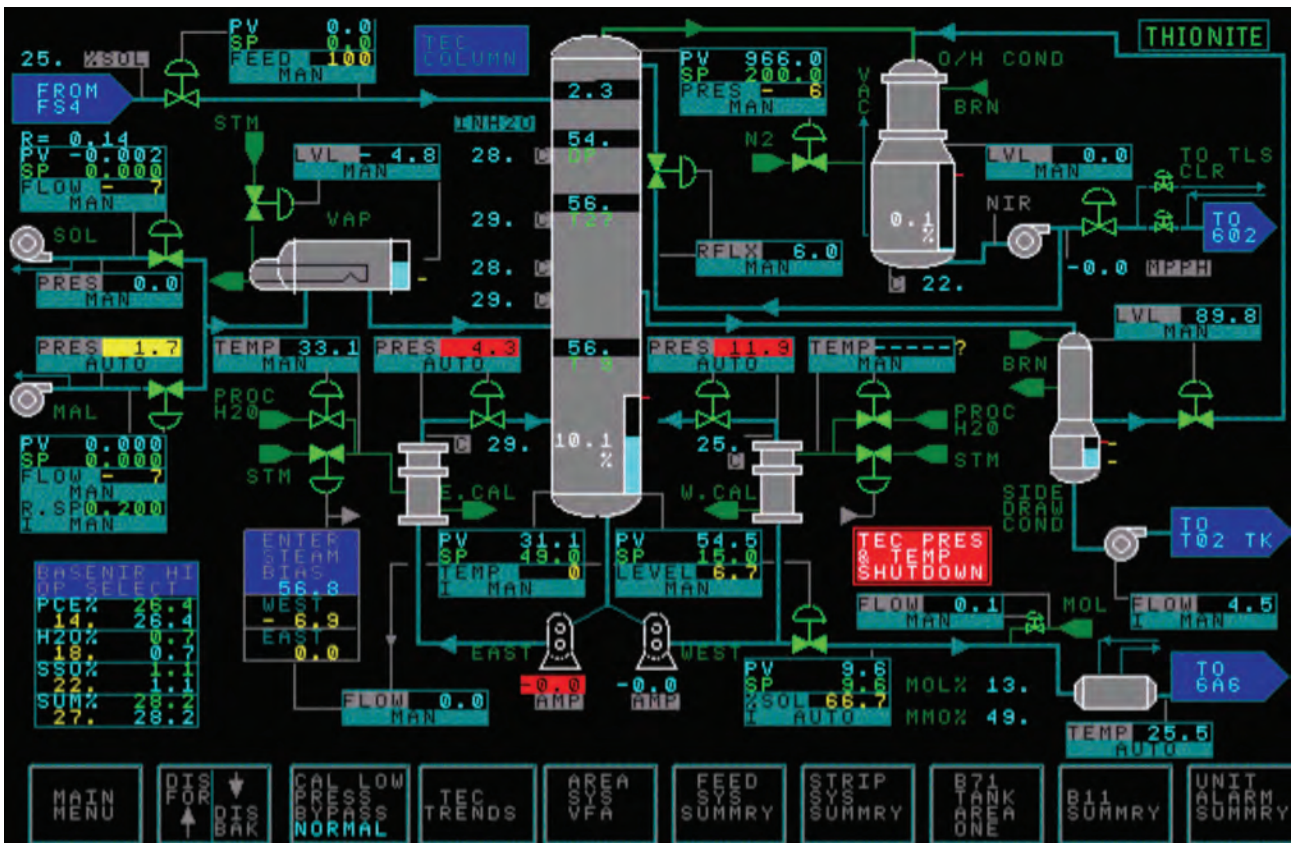 PV 0.0
SP 0.0
FEED 100
MAN
25. %SOL
FROM
FS4
TEC
COLUMN
PV 966.0
SP 200.0
PRES - 6
MAN
VAC
O/H COND
BRN
THIONITE
2.3
INH2O
54.
DP
28. C
56.
T27
29. C
28. C
29. C
56.
T 9
10.1
%
R= 0.14
PV -0.002
SP 0.000
FLOW - 7
MAN
STM
LVL - 4.8
MAN
VAP
SOL
PRES 0.0
MAN
N2
LVL 0.0
MAN
TO TLS
CLR
0.1
%
NIR
TO
602
RFLX 6.0
MAN
C 22.
-0.0 MPPH
LVL 89.8
MAN
PRES 1.7
AUTO
TEMP 33.1
MAN
PRES 4.3
AUTO
PRES 11.9
AUTO
TEMP -----?
MAN
BRN
MAL
PROC
H2O
STM
C 29.
E.CAL
25.
C
W.CAL
PROC
H2O
STM
SIDE
DRAW
COND
PV 0.000
SP 0.000
FLOW - 7
MAN
R.SP 0.200
I MAN
ENTER
STEAM
BIAS
56.8
WEST
- 6.9
EAST
0.0
PV 31.1
SP 49.0
TEMP 0
I MAN
PV 54.5
SP 15.0
LEVEL 6.7
I MAN
TEC PRES
& TEMP
SHUTDOWN
TO
T02 TK
BASENIR HI
OP SELECT
PCE% 26.4
14. 26.4
H2O% 0.7
18. 0.7
SSO% 1.1
22. 1.1
SUM% 28.2
27. 28.2
FLOW 0.1
MAN
MOL
FLOW 4.5
I MAN
EAST
WEST
-0.0
AMP
-0.0
AMP
FLOW 0.0
MAN
PV 9.6
SP 9.6
%SOL 66.7
I AUTO
MOL% 13.
MMO% 49.
TO
6A6
TEMP 25.5
AUTO
MAIN
MENU
DIS
FOR
DIS
BAK
CAL LOW
PRESS
BYPASS
NORMAL
TEC
TRENDS
AREA
SYS
VFA
FEED
SYS
SUMMRY
STRIP
SYS
SUMMRY
B71
TANK
AREA
ONE
B11
SUMMRY
UNIT
ALARM
SUMMRY